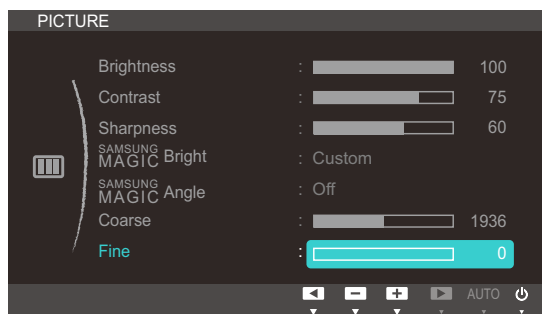 PICTURE
Brightness : 100
Contrast : 75
Sharpness : 60
SAMSUNG MAGIC Bright : Custom
SAMSUNG MAGIC Angle : Off
Coarse : 1936
Fine : 0
AUTO